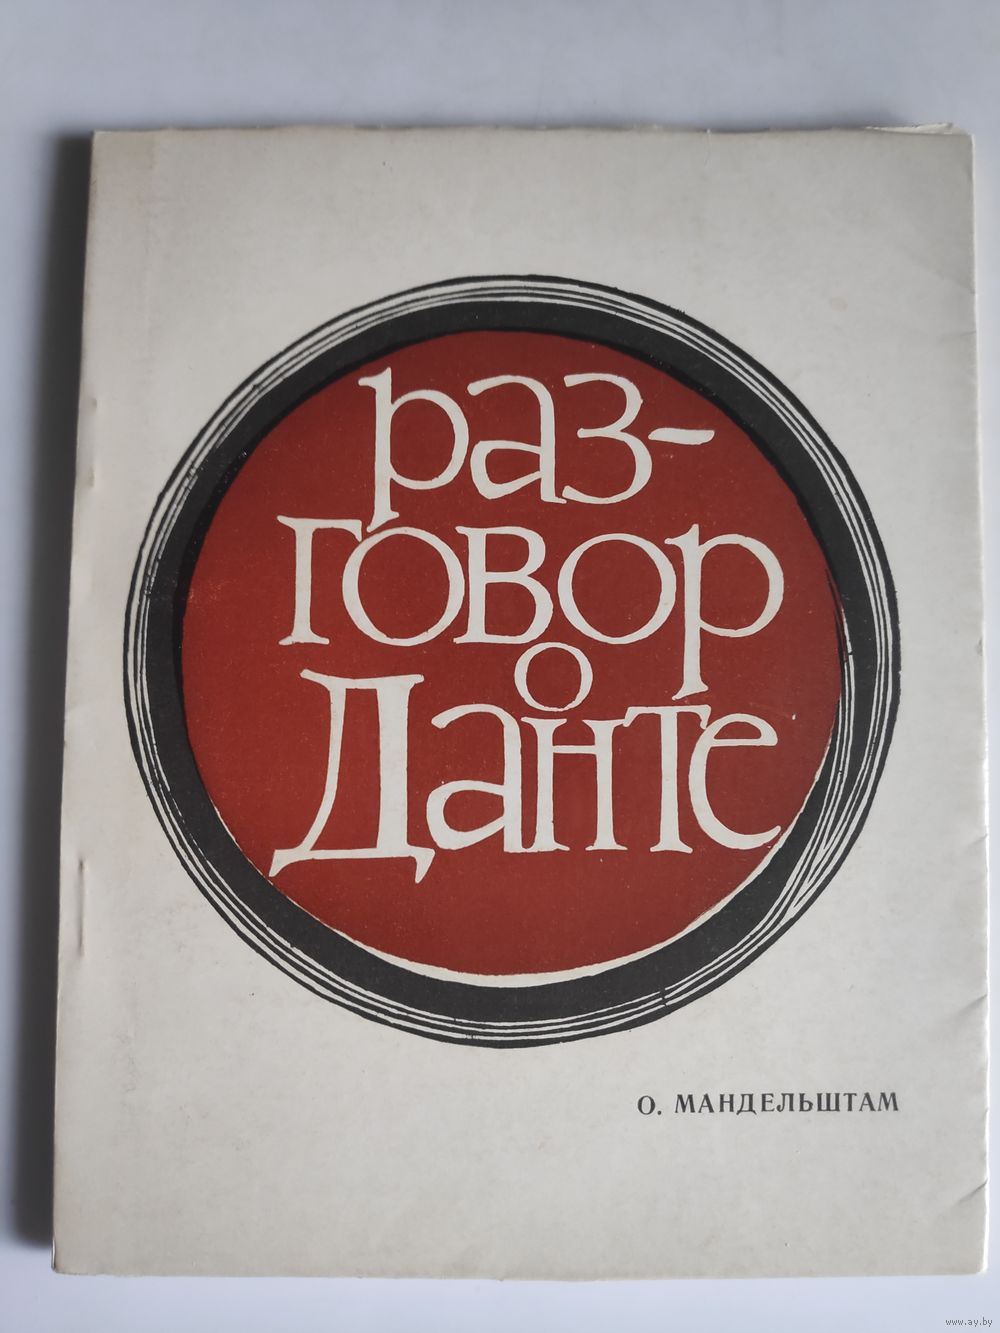 раз-
говор
о
Данте
О. МАНДЕЛЬШТАМ
www.ay.by